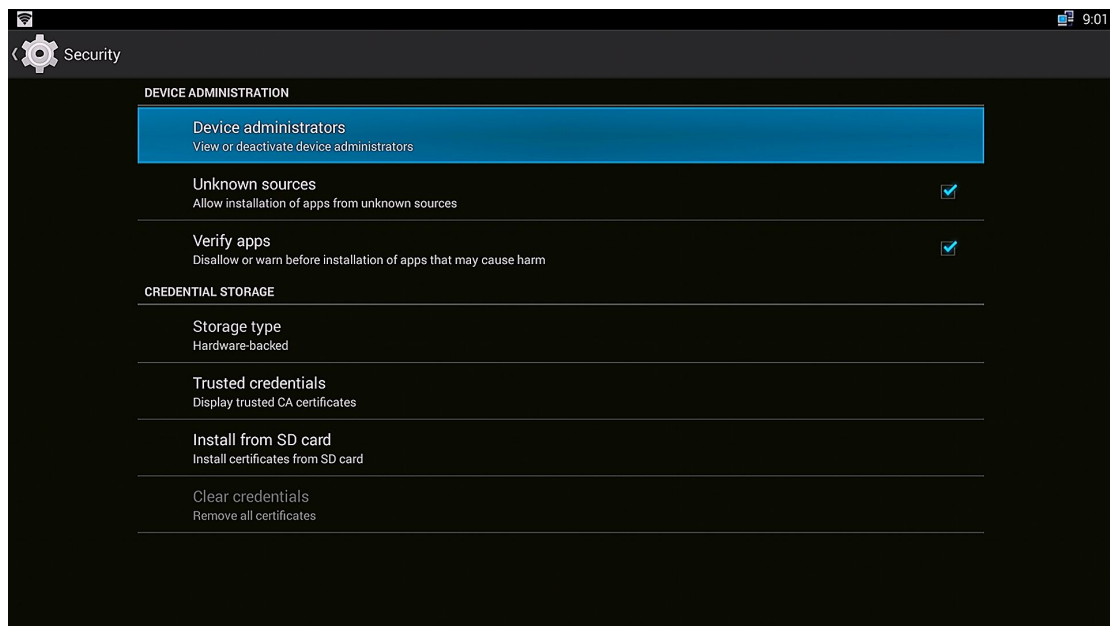 9:01
Security
DEVICE ADMINISTRATION
Device administrators
View or deactivate device administrators
Unknown sources
Allow installation of apps from unknown sources
Verify apps
Disallow or warn before installation of apps that may cause harm
CREDENTIAL STORAGE
Storage type
Hardware-backed
Trusted credentials
Display trusted CA certificates
Install from SD card
Install certificates from SD card
Clear credentials
Remove all certificates